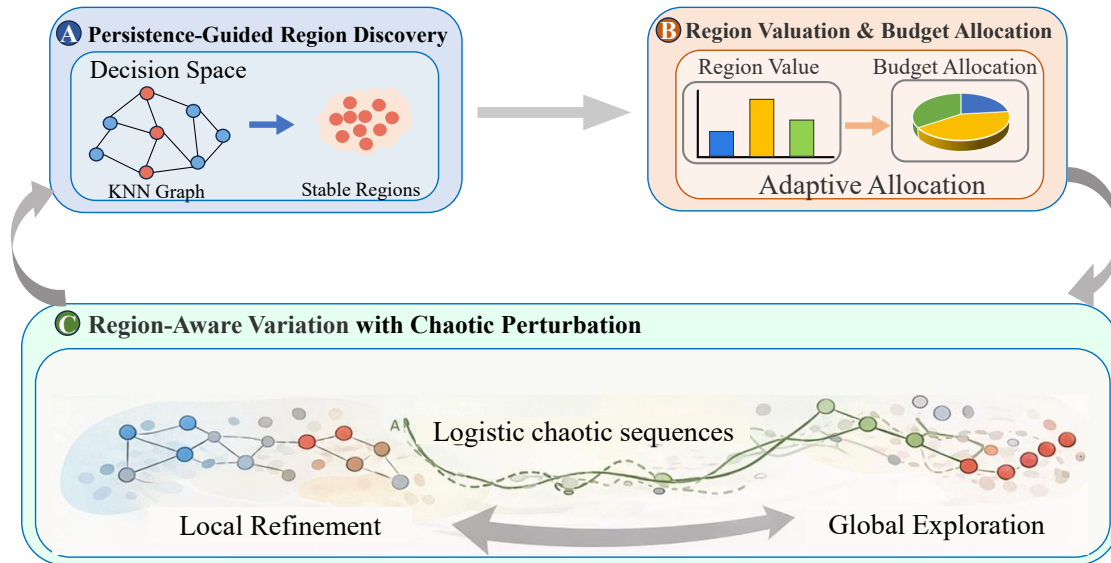 A Persistence-Guided Region Discovery
Decision Space
KNN Graph
Stable Regions
B Region Valuation & Budget Allocation
Region Value
Budget Allocation
Adaptive Allocation
C Region-Aware Variation with Chaotic Perturbation
Logistic chaotic sequences
Local Refinement
Global Exploration